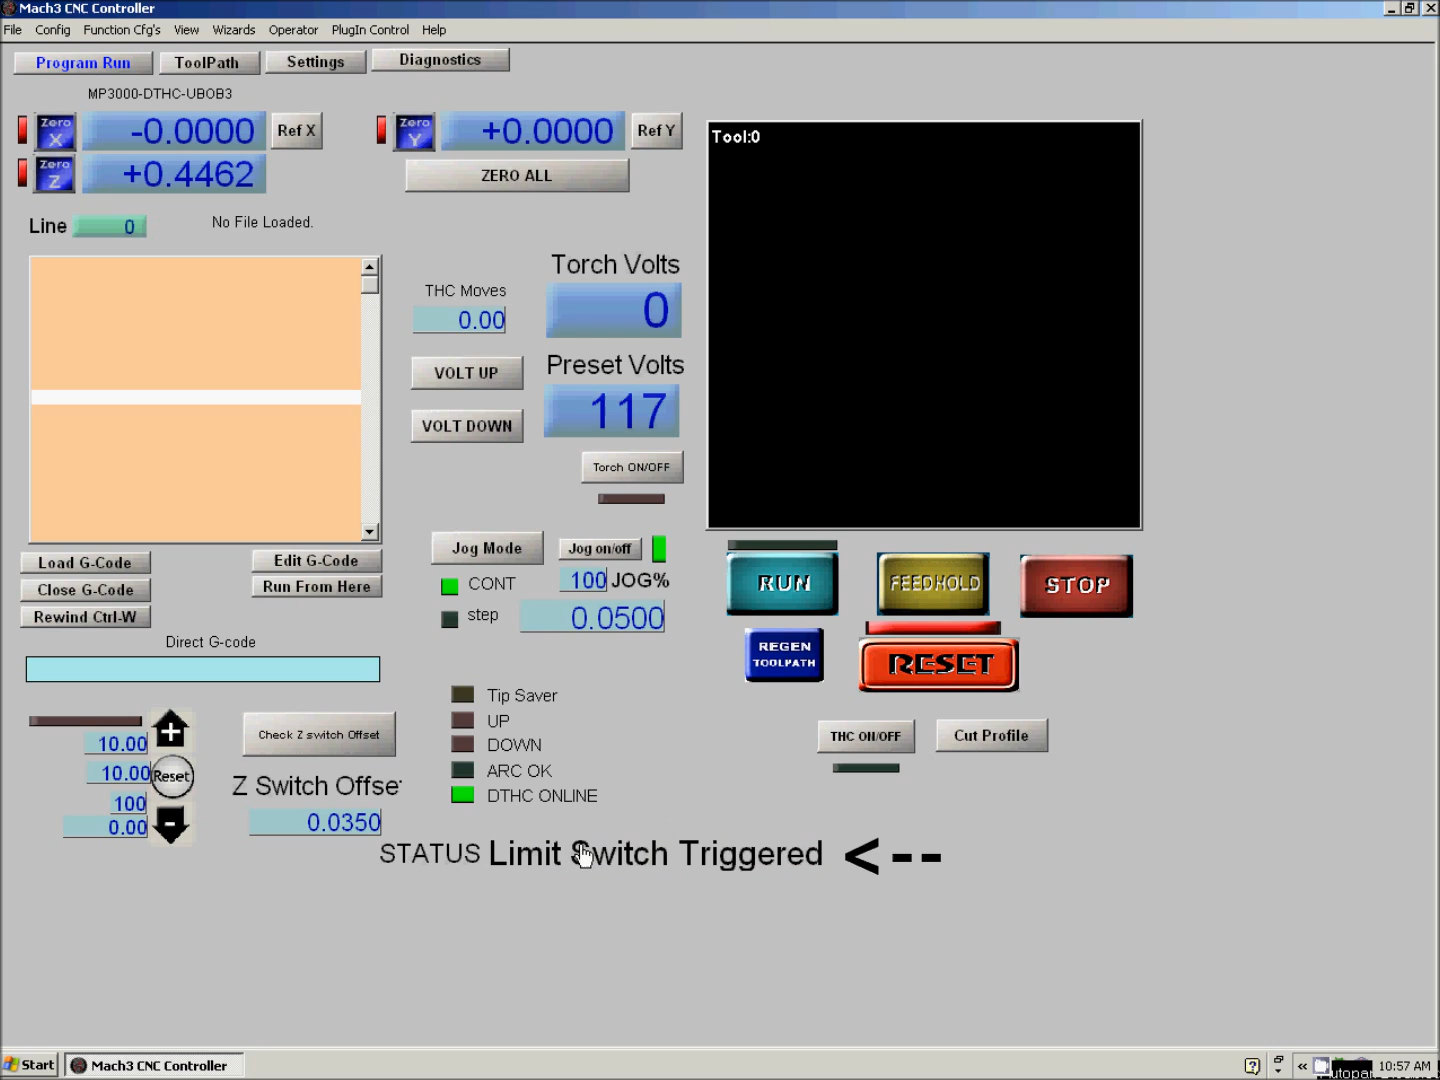 Mach3 CNC Controller
File Config Function Cfg's View Wizards Operator PlugIn Control Help
Program Run ToolPath Settings Diagnostics
MP3000-DTHC-UBOB3
Zero X -0.0000 Ref X Zero Y +0.0000 Ref Y
Zero Z +0.4462 ZERO ALL
Tool:0
Line 0 No File Loaded.
Torch Volts
THC Moves
0.00 0
VOLT UP Preset Volts
117
VOLT DOWN
Torch ON/OFF
Jog Mode Jog on/off
CONT 100 JOG%
step 0.0500
Load G-Code Edit G-Code
Close G-Code Run From Here
Rewind Ctrl-W
Direct G-code
RUN FEEDHOLD STOP
REGEN
TOOLPATH
RESET
10.00 +
10.00 Reset
100
0.00 -
Check Z switch Offset
Z Switch Offse
0.0350
Tip Saver
UP
DOWN
ARC OK
DTHC ONLINE
THC ON/OFF Cut Profile
STATUS Limit Switch Triggered <--
Start Mach3 CNC Controller « 10:57 AM